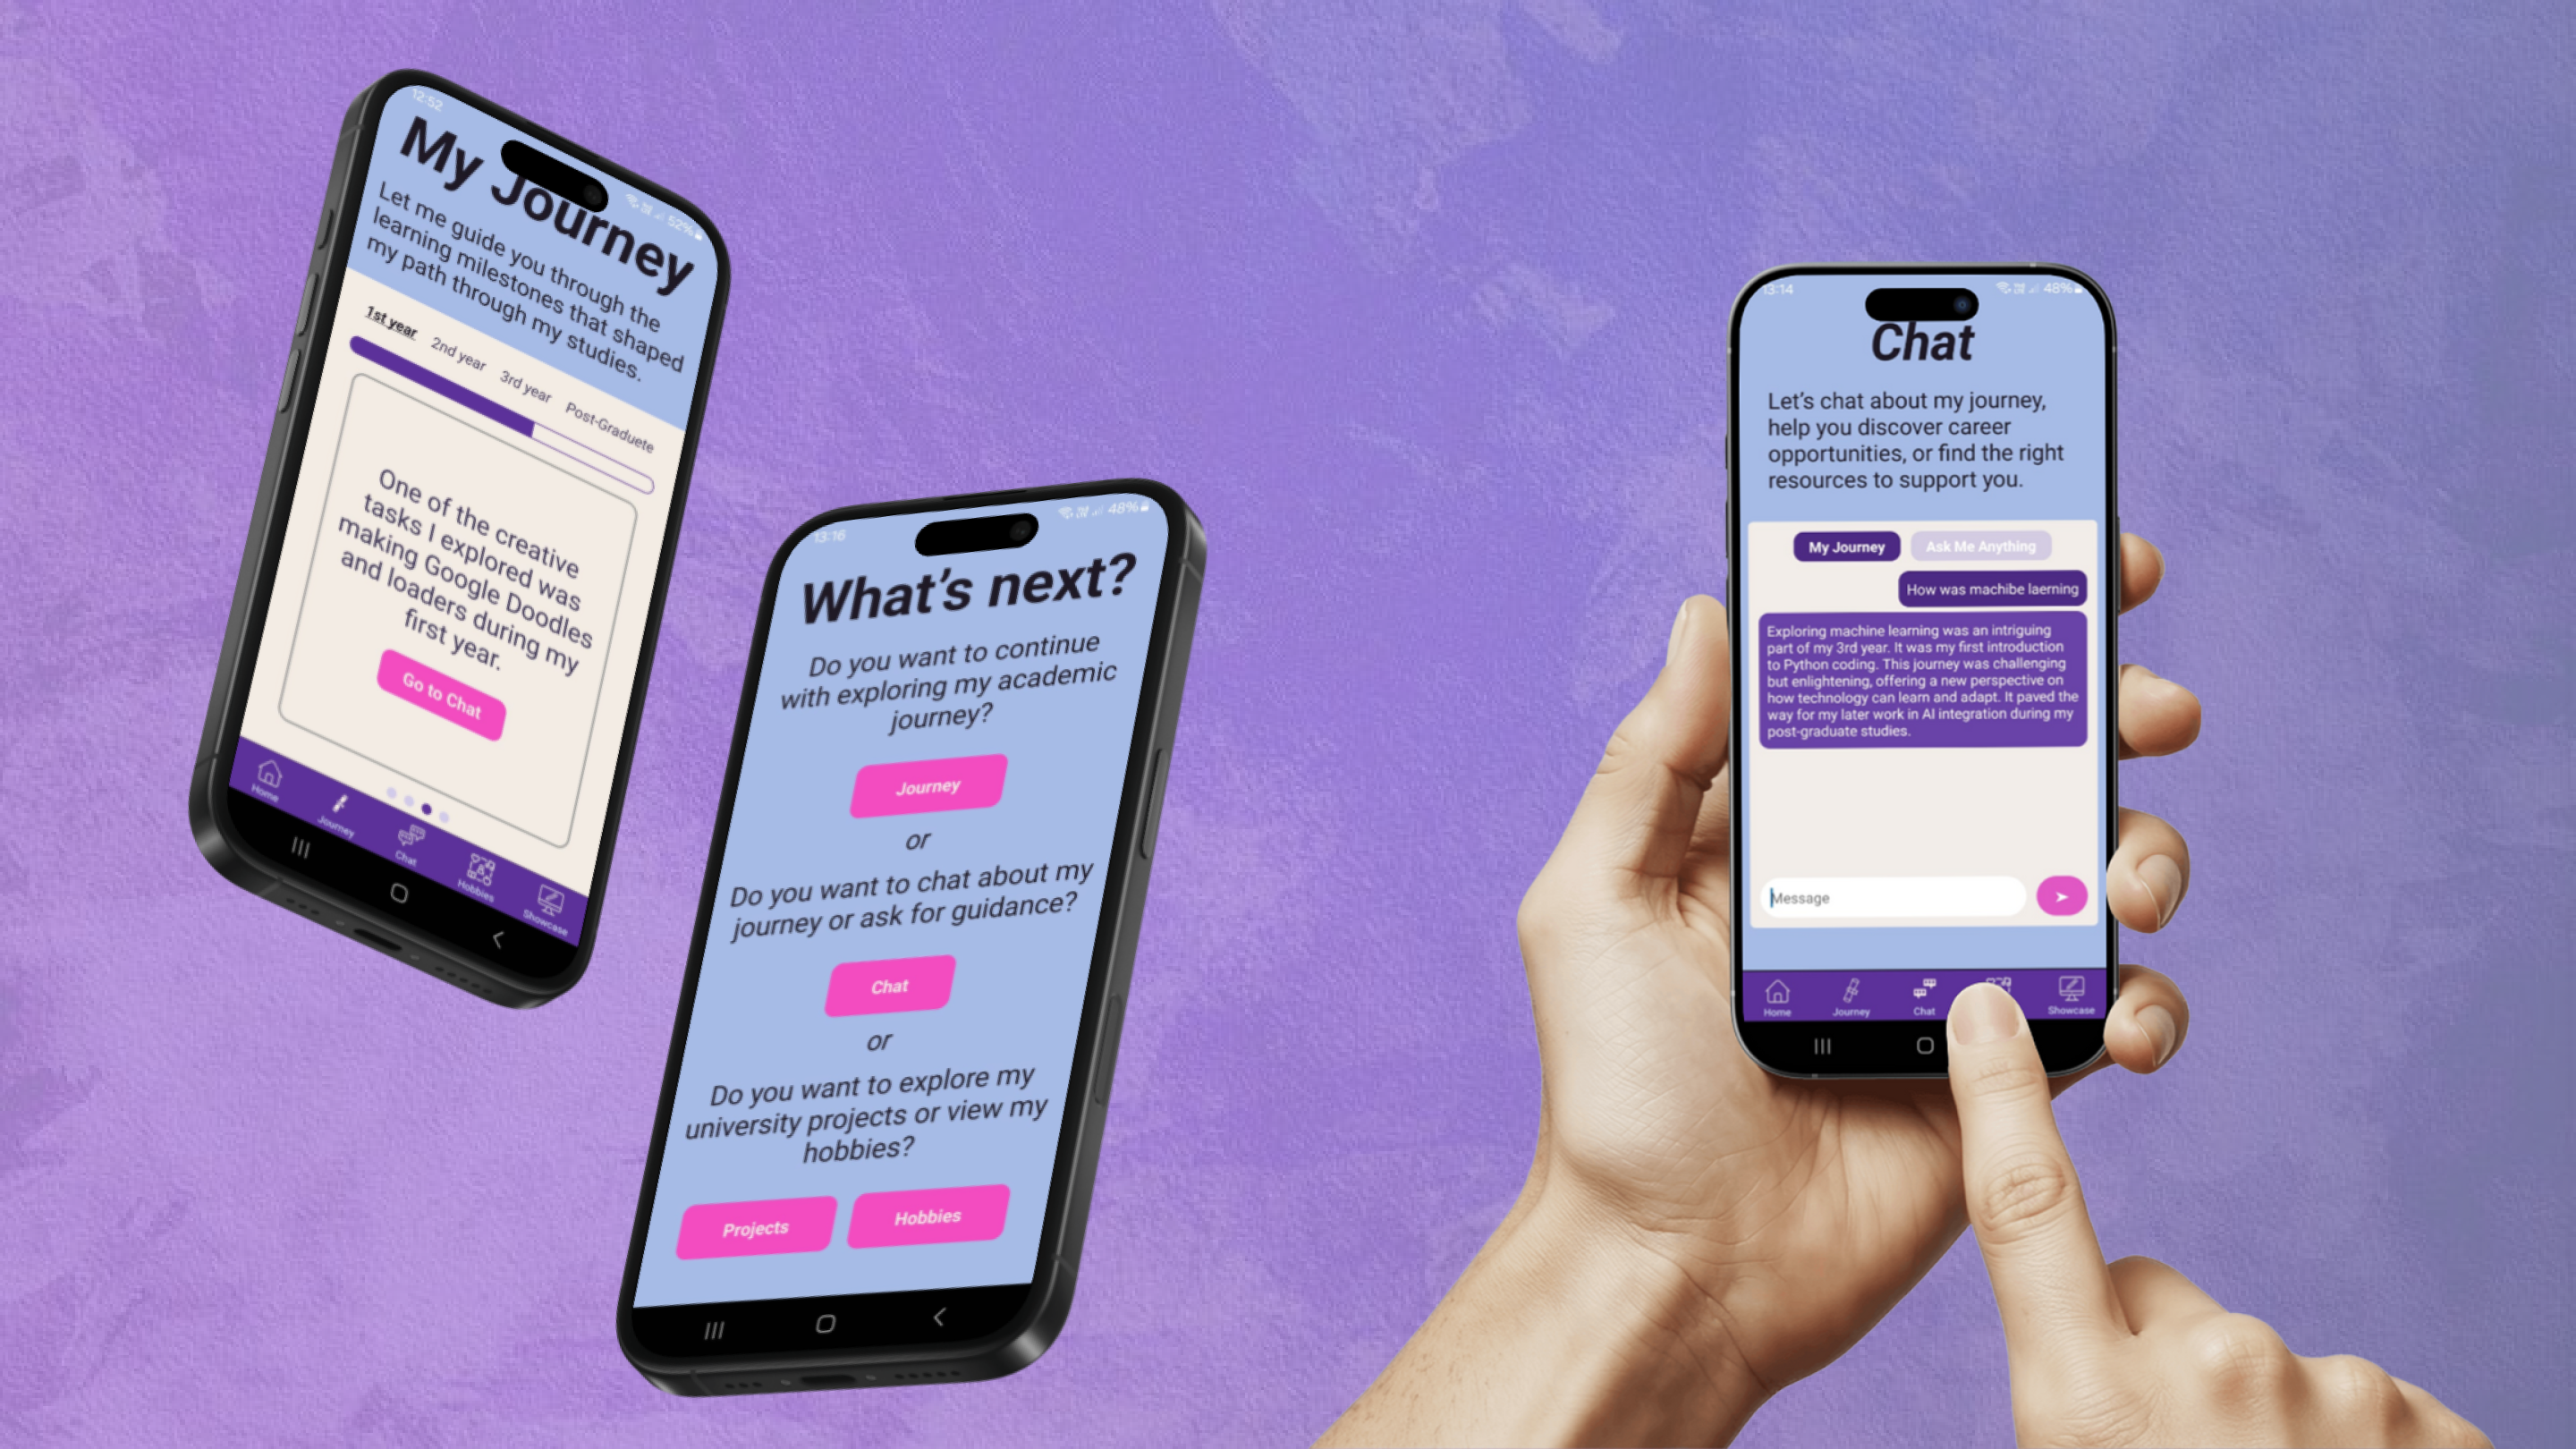 12:52
52%
My Journey
Let me guide you through the
learning milestones that shaped
my path through my studies.
1st year 2nd year 3rd year Post-Graduete
One of the creative
tasks I explored was
making Google Doodles
and loaders during my
first year.
Go to Chat
Home Journey Chat Hobbies Showcase
13:16
48%
What's next?
Do you want to continue
with exploring my academic
journey?
Journey
or
Do you want to chat about my
journey or ask for guidance?
Chat
or
Do you want to explore my
university projects or view my
hobbies?
Projects Hobbies
13:14
48%
Chat
Let's chat about my journey,
help you discover career
opportunities, or find the right
resources to support you.
My Journey Ask Me Anything
How was machibe laerning
Exploring machine learning was an intriguing
part of my 3rd year. It was my first introduction
to Python coding. This journey was challenging
but enlightening, offering a new perspective on
how technology can learn and adapt. It paved the
way for my later work in AI integration during my
post-graduate studies.
Message
Home Journey Chat Showcase